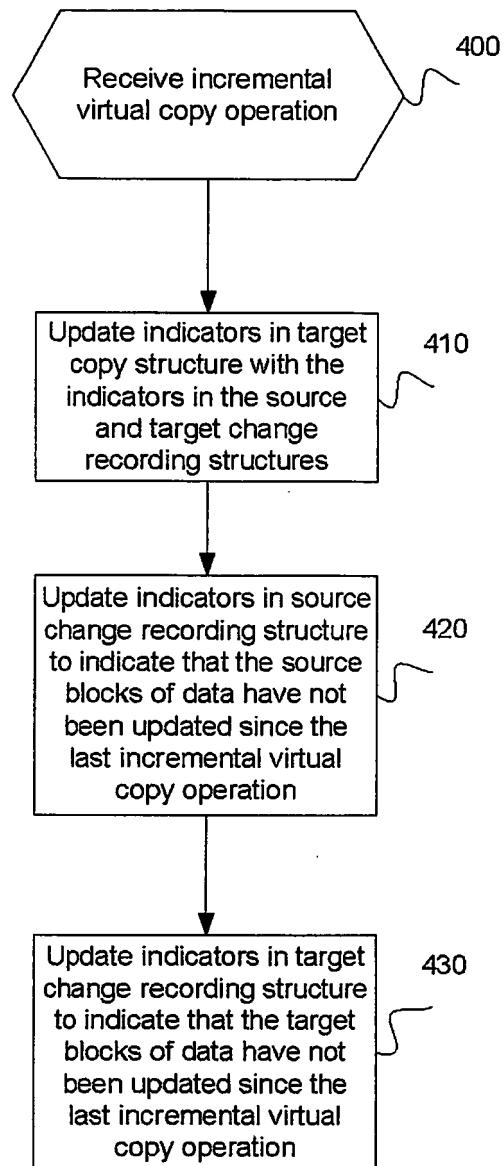 Receive incremental
virtual copy operation
400
Update indicators in target
copy structure with the
indicators in the source
and target change
recording structures
410
Update indicators in source
change recording structure
to indicate that the source
blocks of data have not
been updated since the
last incremental virtual
copy operation
420
Update indicators in target
change recording structure
to indicate that the target
blocks of data have not
been updated since the
last incremental virtual
copy operation
430